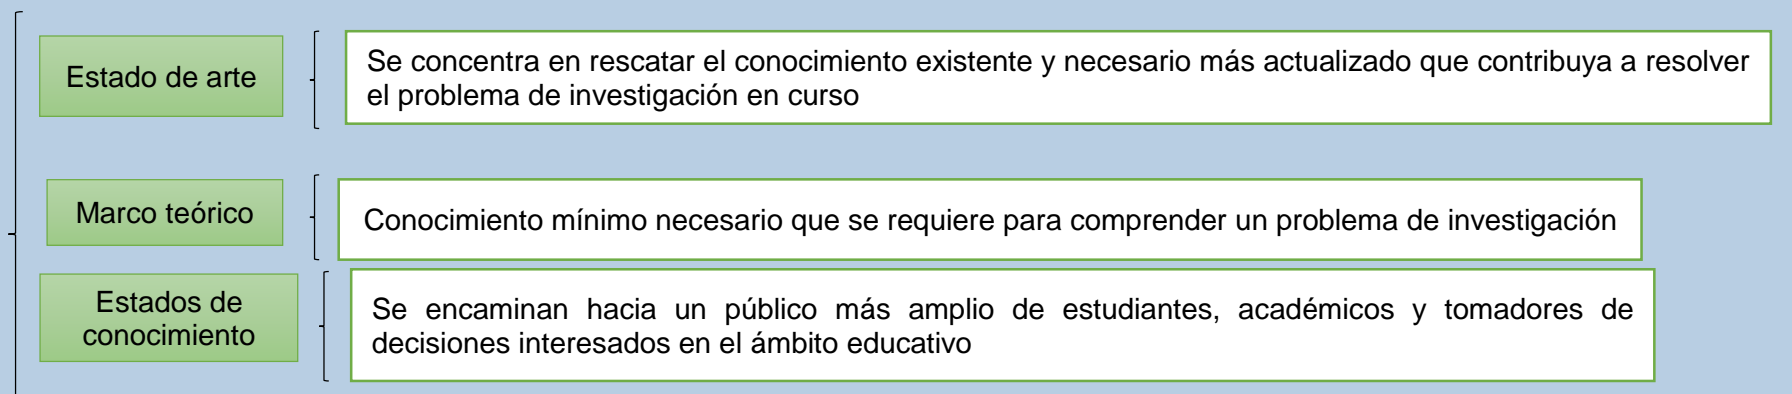 Estado de arte
Se concentra en rescatar el conocimiento existente y necesario más actualizado que contribuya a resolver
el problema de investigación en curso
Marco teórico
Conocimiento mínimo necesario que se requiere para comprender un problema de investigación
Estados de
conocimiento
Se encaminan hacia un público más amplio de estudiantes, académicos y tomadores de
decisiones interesados en el ámbito educativo